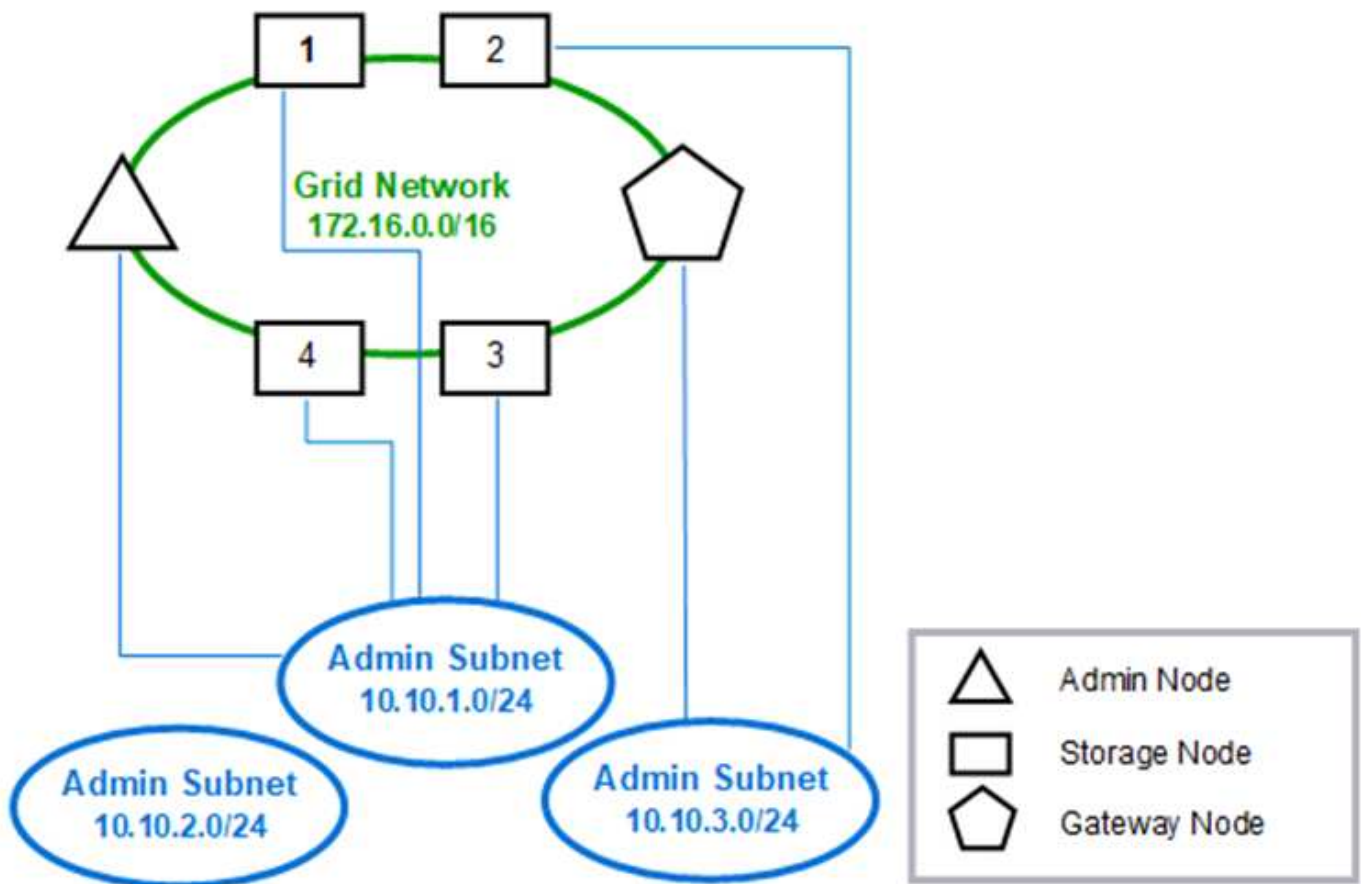 1
2
Grid Network
172.16.0.0/16
4
3
Admin Subnet
10.10.1.0/24
Admin Subnet
10.10.2.0/24
Admin Subnet
10.10.3.0/24
Admin Node
Storage Node
Gateway Node